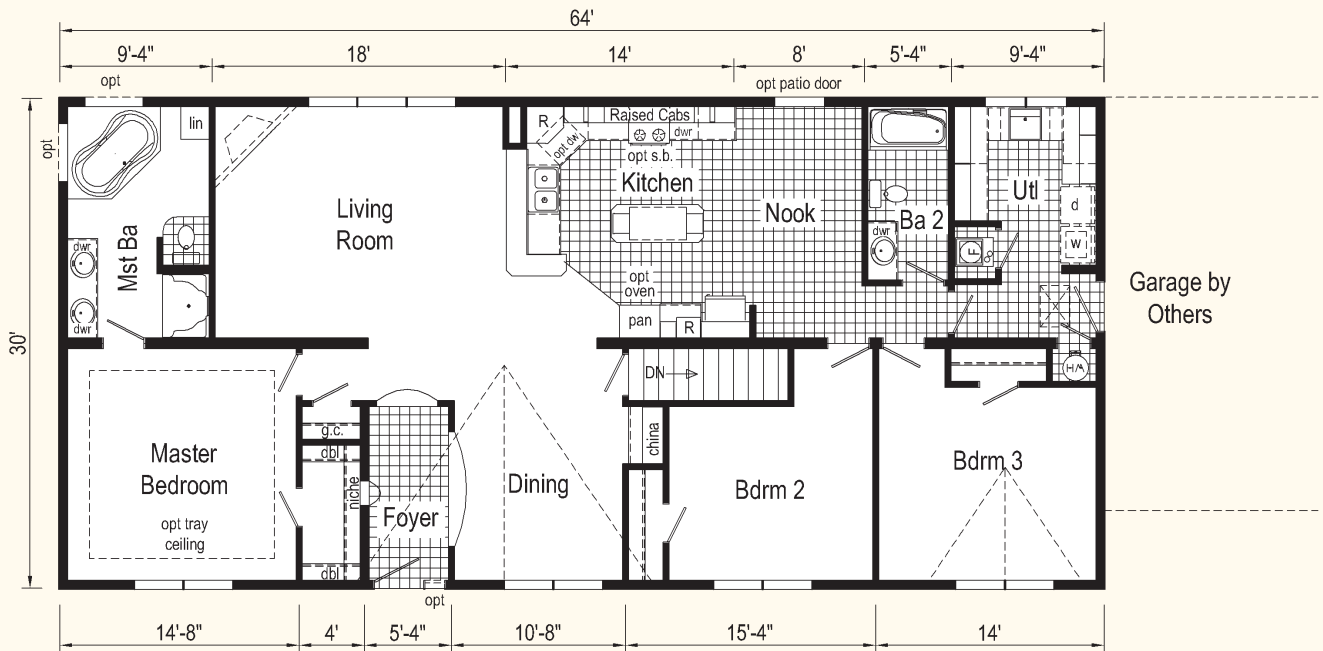 64'
9'-4"
18'
14'
8'
5'-4"
9'-4"
opt
opt patio door
opt
lin
R
opt dw
Raised Cabs
dwr
opt s.b.
Kitchen
Nook
Living
Room
Utl
Ba 2
dwr
d
w
F
Mst Ba
dwr
dwr
opt
oven
pan
R
Garage by
Others
30'
DN
g.c.
dbl
china
niche
Master
Bedroom
opt tray
ceiling
Foyer
Dining
Bdrm 2
Bdrm 3
dbl
opt
14'-8"
4'
5'-4"
10'-8"
15'-4"
14'